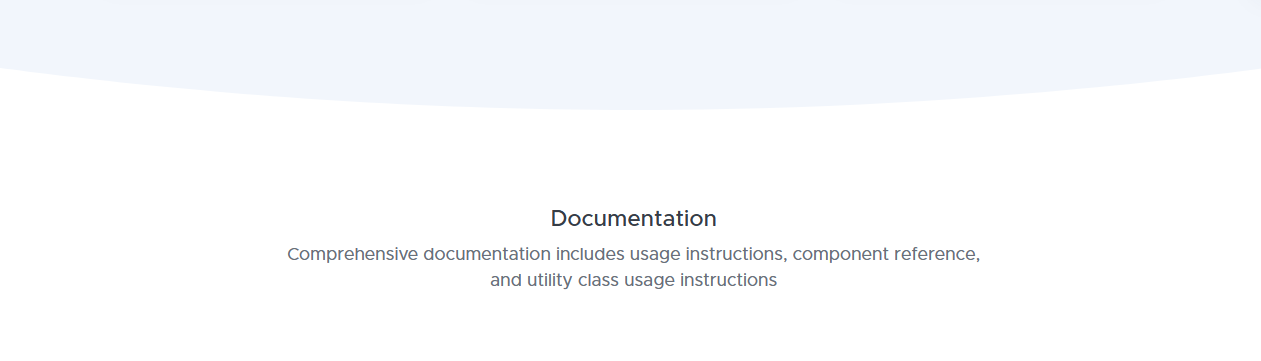 Documentation
Comprehensive documentation includes usage instructions, component reference,
and utility class usage instructions